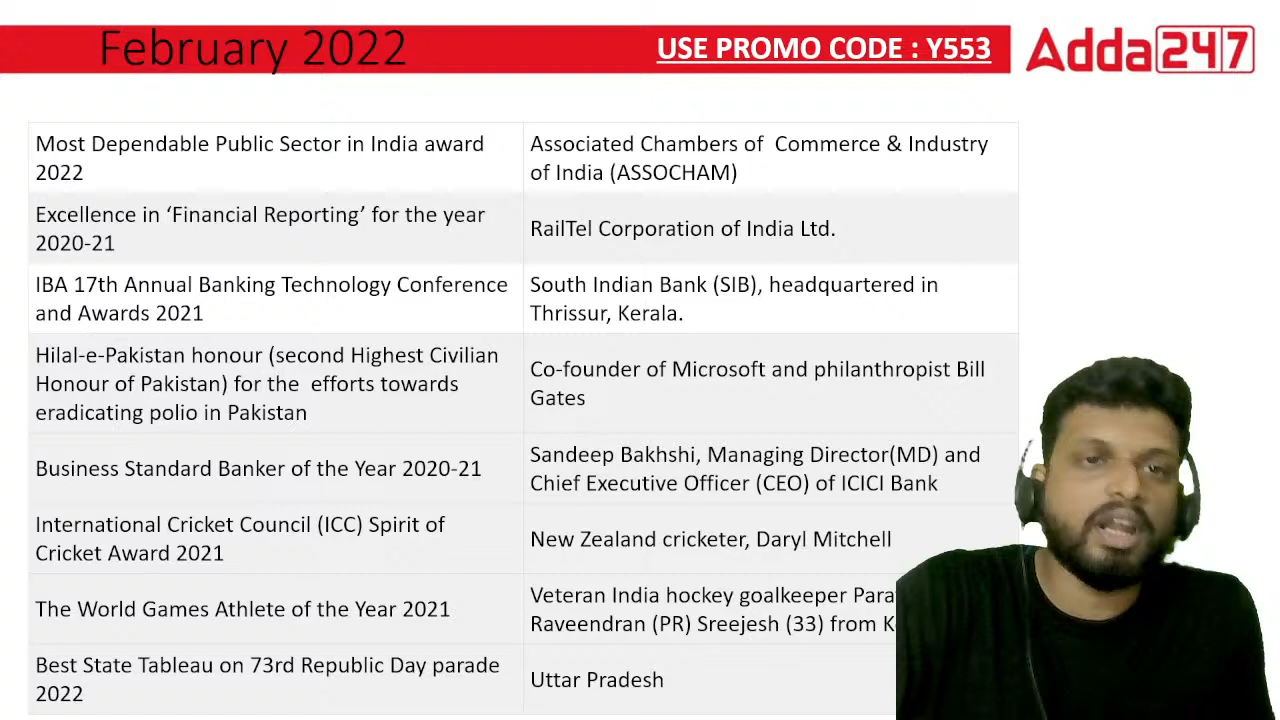 February 2022
USE PROMO CODE : Y553
Adda247
Most Dependable Public Sector in India award
2022
Associated Chambers of Commerce & Industry
of India (ASSOCHAM)
Excellence in ‘Financial Reporting’ for the year
2020-21
RailTel Corporation of India Ltd.
IBA 17th Annual Banking Technology Conference
and Awards 2021
South Indian Bank (SIB), headquartered in
Thrissur, Kerala.
Hilal-e-Pakistan honour (second Highest Civilian
Honour of Pakistan) for the efforts towards
eradicating polio in Pakistan
Co-founder of Microsoft and philanthropist Bill
Gates
Business Standard Banker of the Year 2020-21
Sandeep Bakhshi, Managing Director(MD) and
Chief Executive Officer (CEO) of ICICI Bank
International Cricket Council (ICC) Spirit of
Cricket Award 2021
New Zealand cricketer, Daryl Mitchell
The World Games Athlete of the Year 2021
Veteran India hockey goalkeeper
Raveendran (PR) Sreejesh (33) from
Best State Tableau on 73rd Republic Day parade
2022
Uttar Pradesh